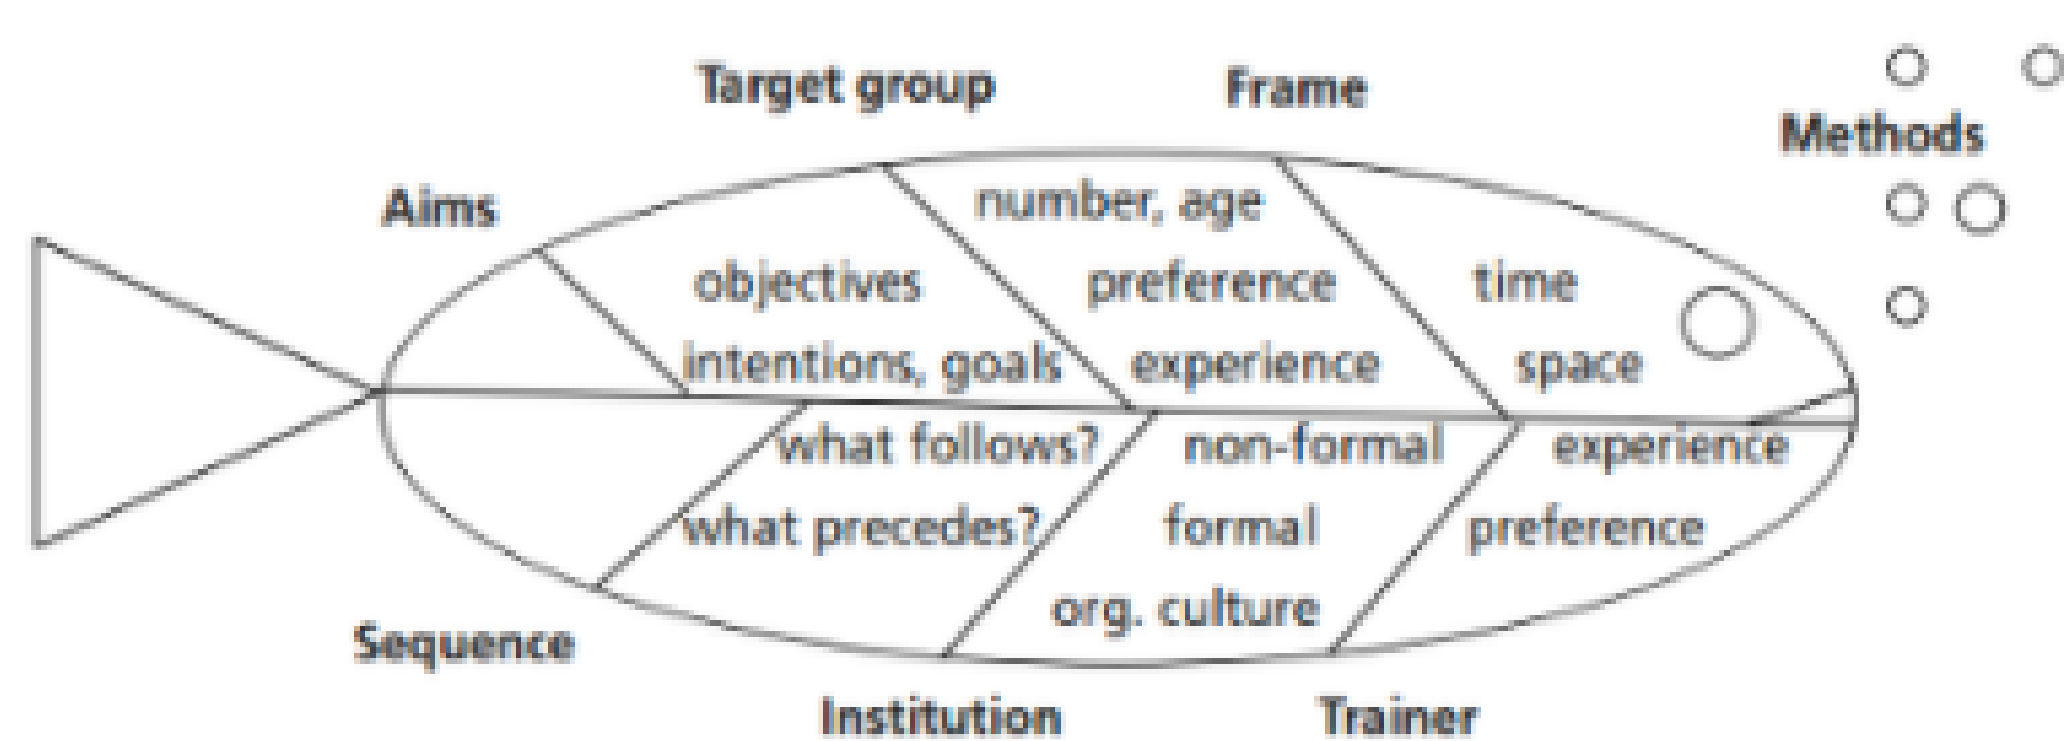 Target group
Frame
Methods
Aims
number, age
objectives
preference
time
intentions, goals
experience
space
what follows?
non-formal
experience
what precedes?
formal
preference
org. culture
Sequence
Institution
Trainer